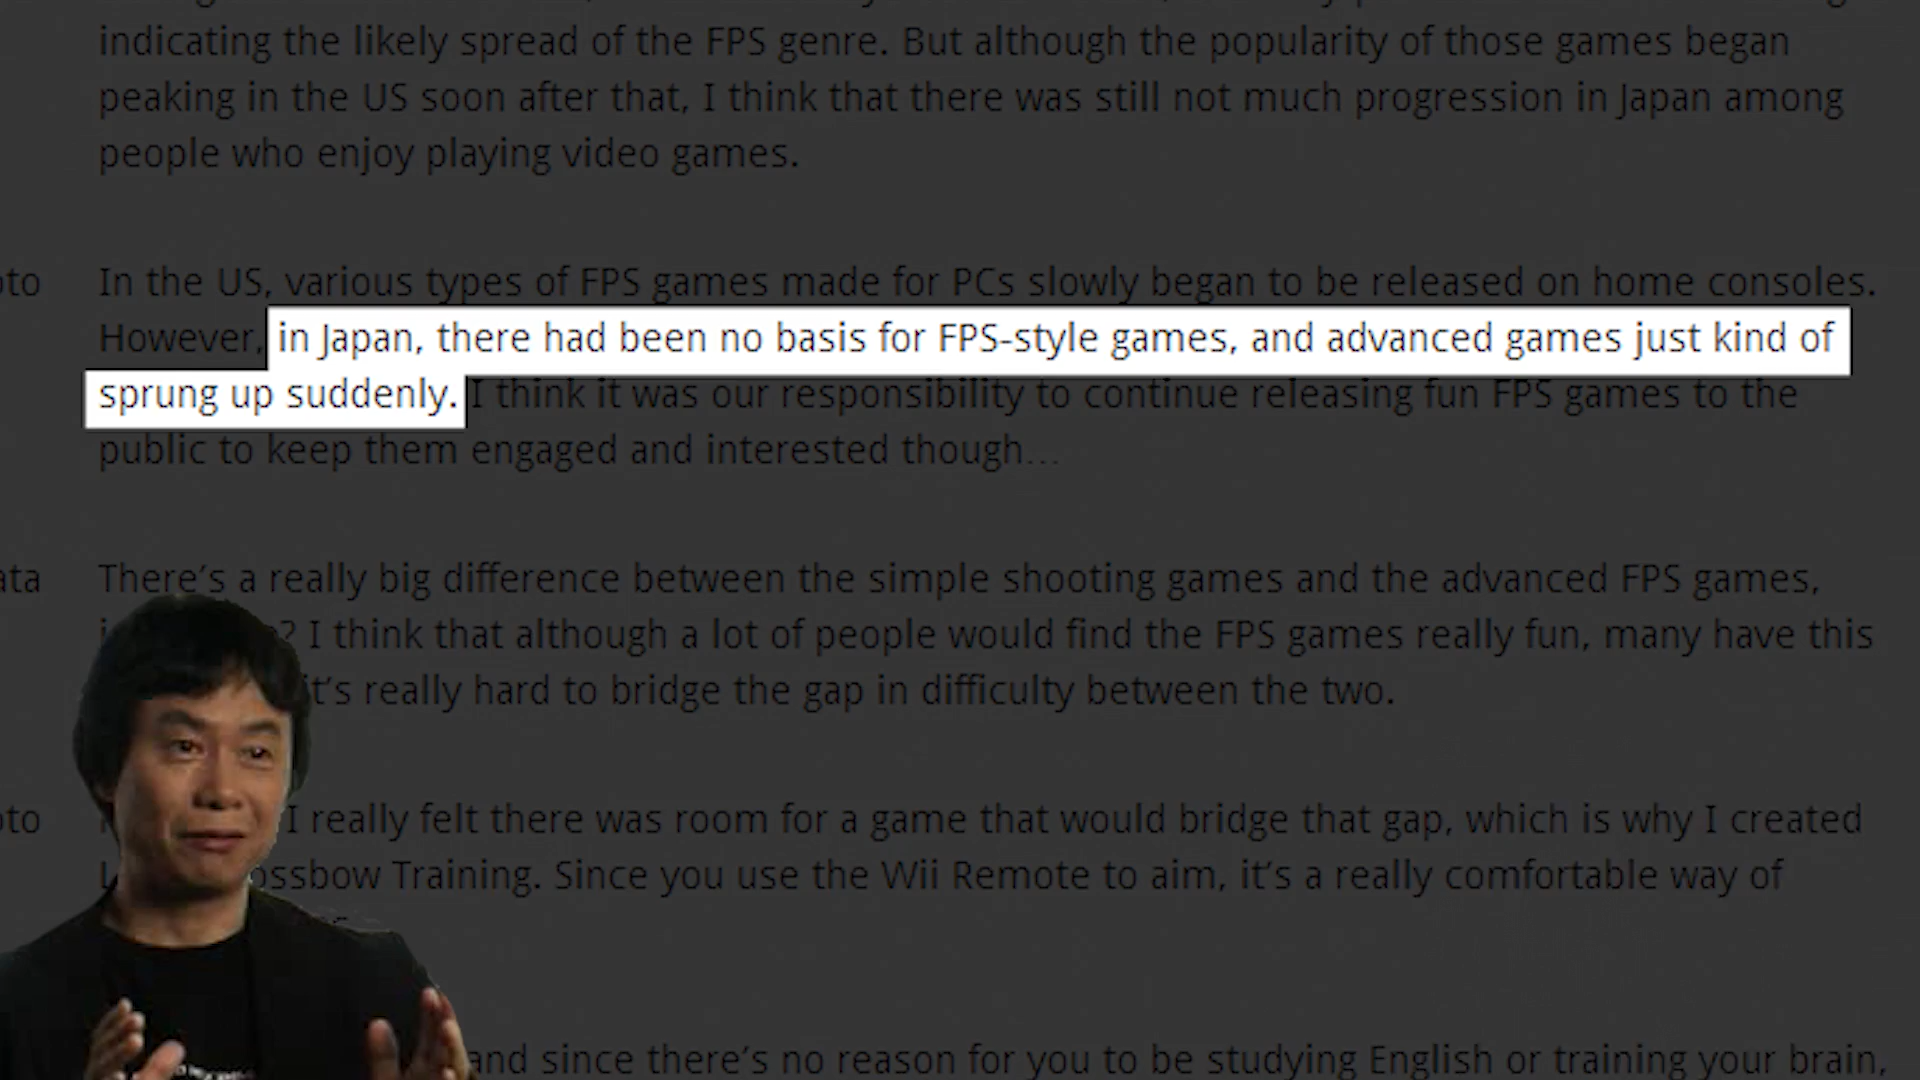 indicating the likely spread of the FPS genre. But although the popularity of those games began
peaking in the US soon after that, I think that there was still not much progression in Japan among
people who enjoy playing video games.
oto In the US, various types of FPS games made for PCs slowly began to be released on home consoles.
However, in Japan, there had been no basis for FPS-style games, and advanced games just kind of
sprung up suddenly. I think it was our responsibility to continue releasing fun FPS games to the
public to keep them engaged and interested though...
ata There's a really big difference between the simple shooting games and the advanced FPS games,
? I think that although a lot of people would find the FPS games really fun, many have this
it's really hard to bridge the gap in difficulty between the two.
oto I really felt there was room for a game that would bridge that gap, which is why I created
ossbow Training. Since you use the Wii Remote to aim, it's a really comfortable way of
and since there's no reason for you to be studying English or training your brain,